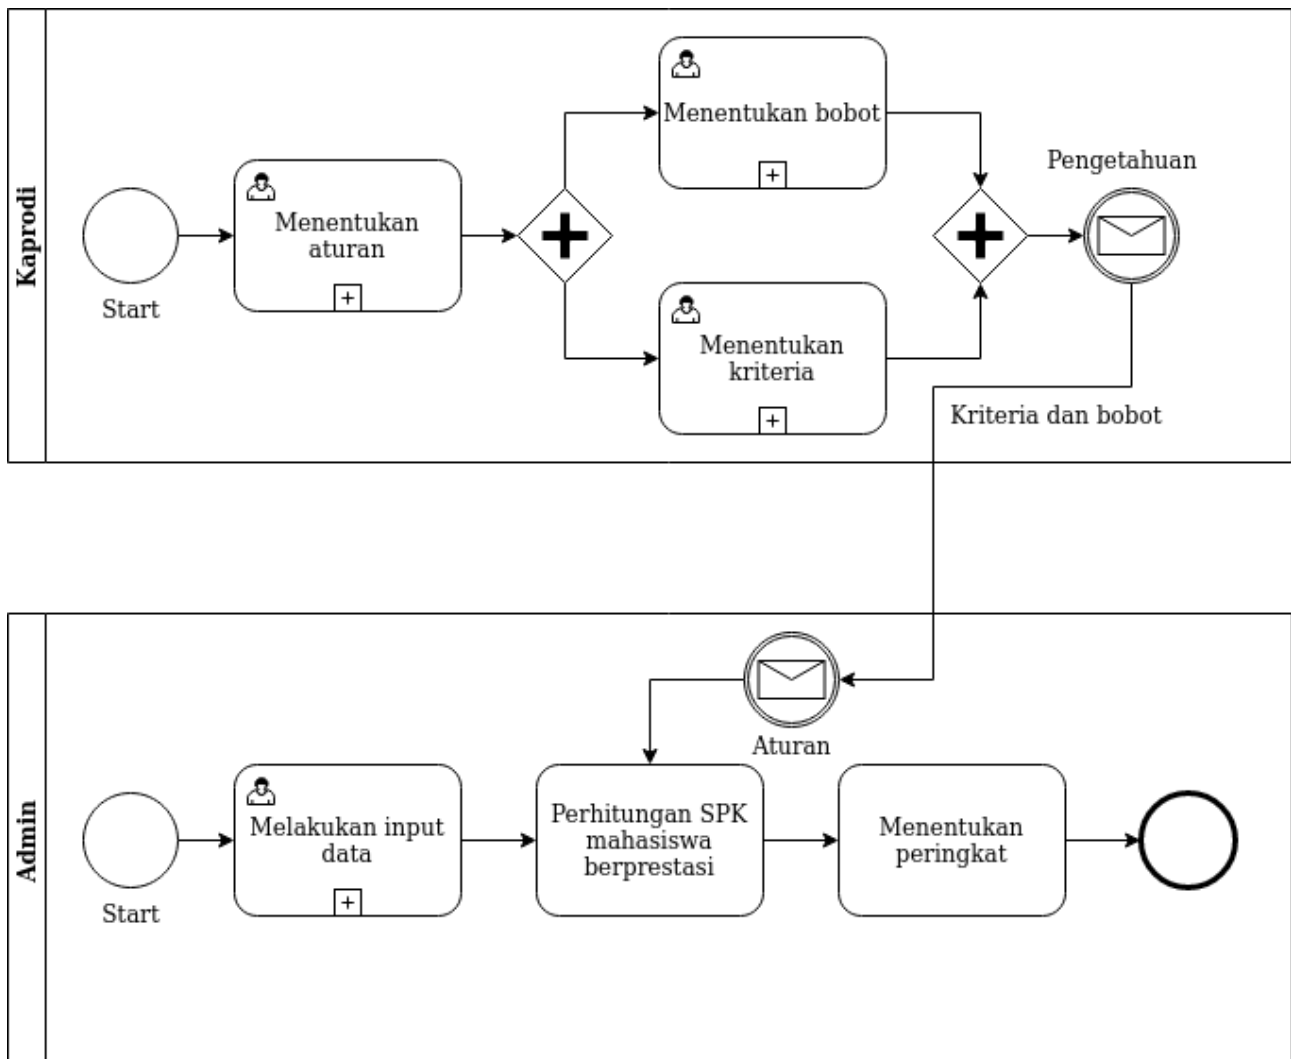 Kaprodi
Start
Menentukan
aturan
Menentukan bobot
Menentukan
kriteria
Pengetahuan
Kriteria dan bobot
Admin
Start
Melakukan input
data
Perhitungan SPK
mahasiswa
berprestasi
Aturan
Menentukan
peringkat